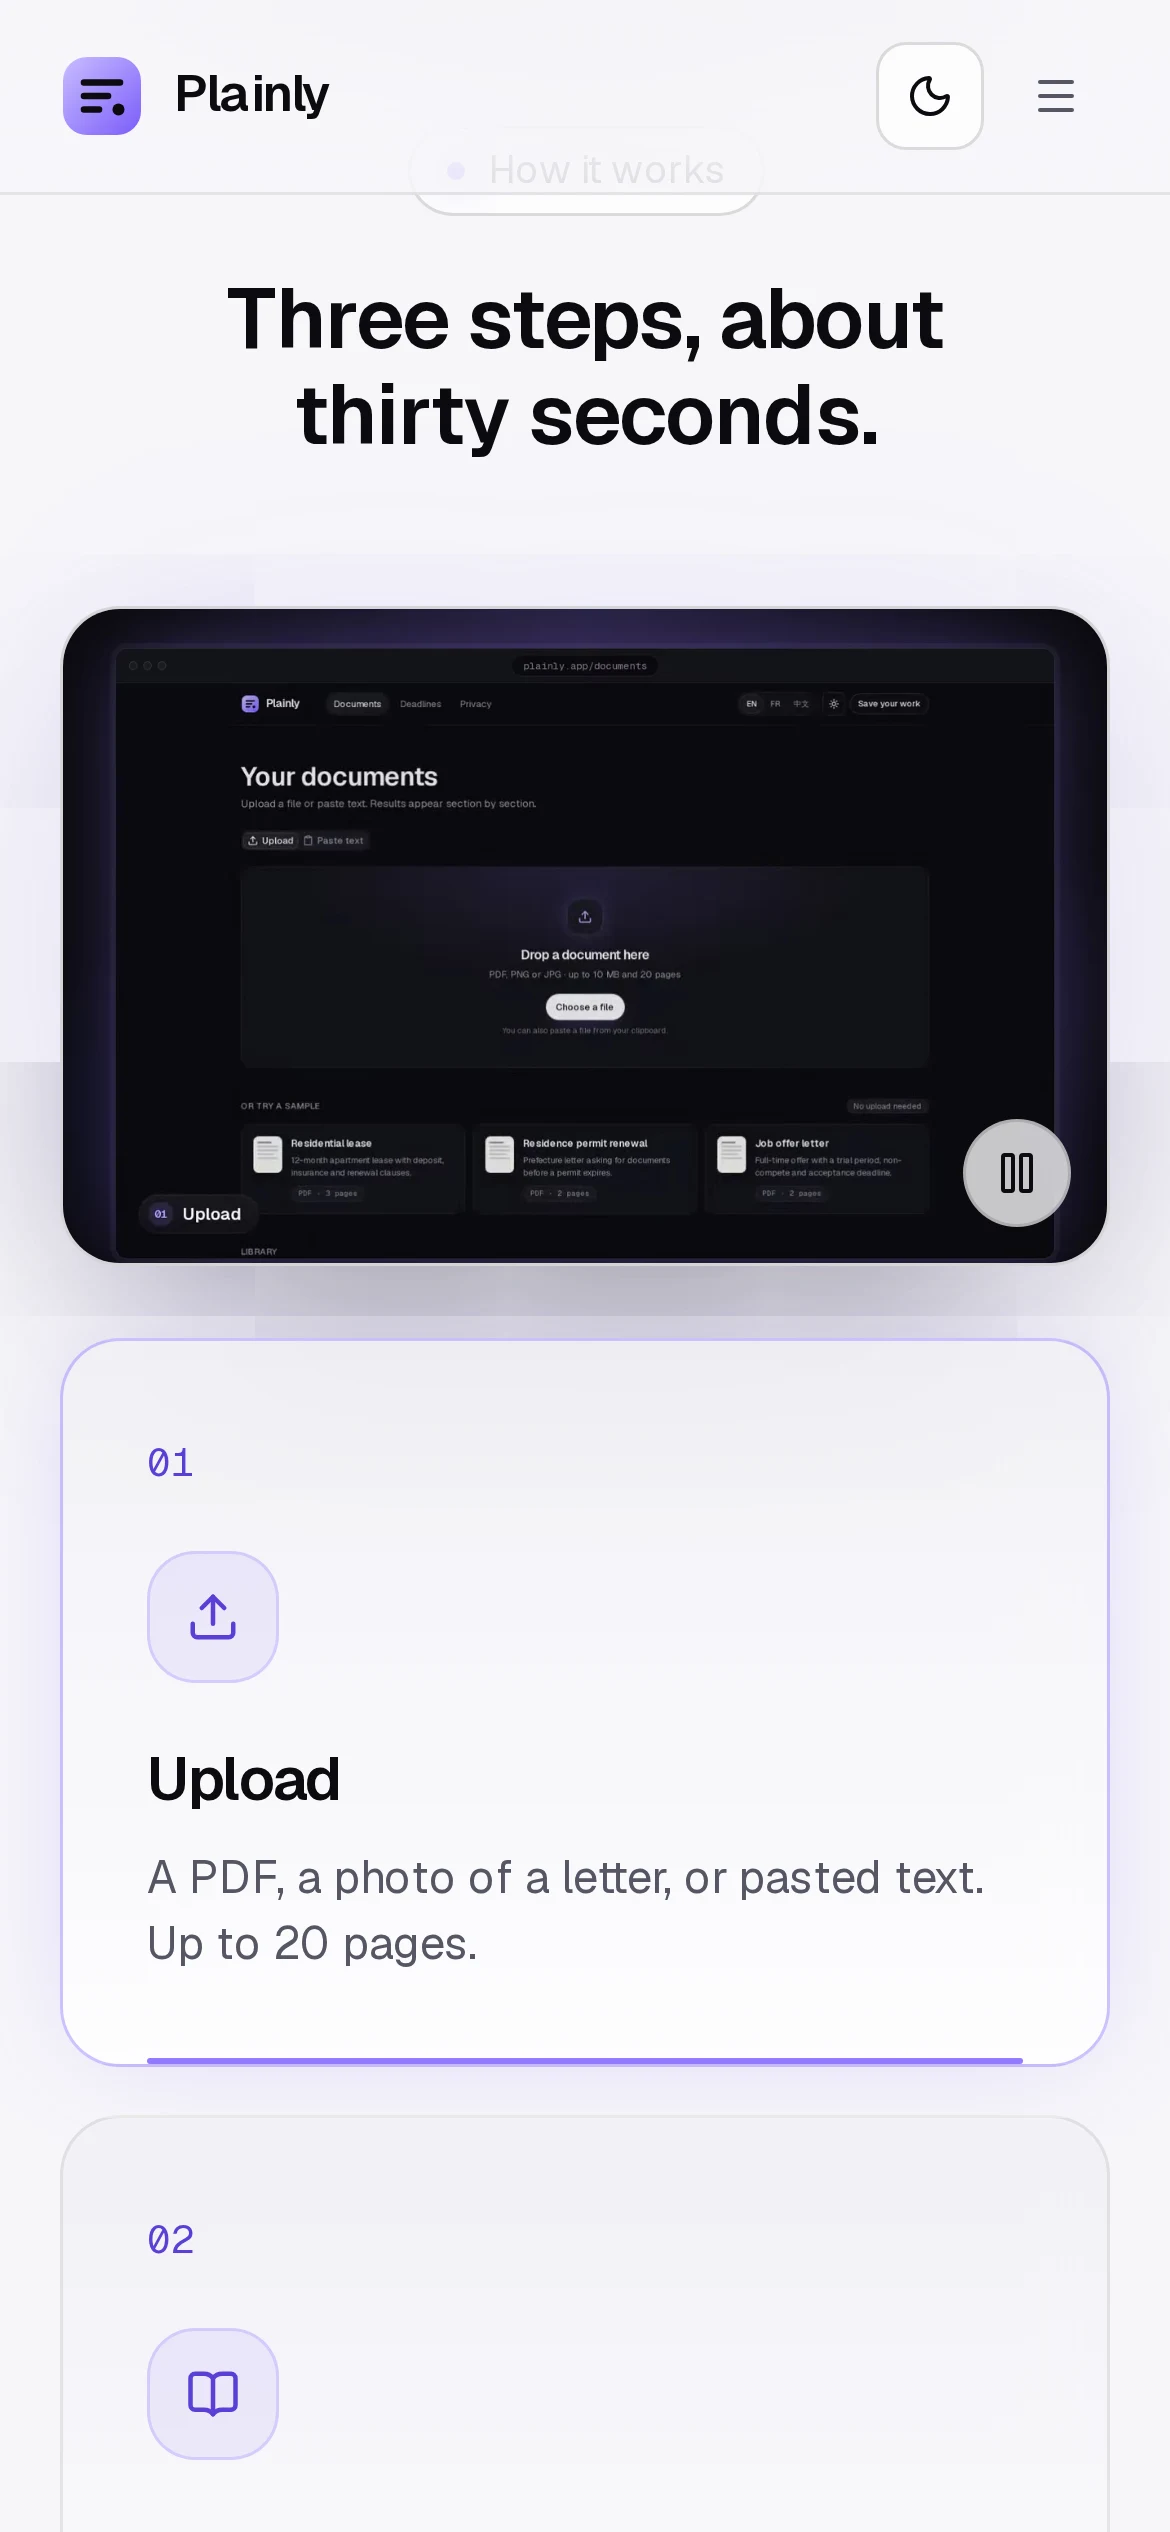 Plainly
How it works
Three steps, about
thirty seconds.
plainly.app/documents
Plainly Documents Deadlines Privacy EN FR 中文 Save your work
Your documents
Upload a file or paste text. Results appear section by section.
Upload Paste text
Drop a document here
PDF, PNG or JPG · up to 10 MB and 20 pages
Choose a file
You can also paste a file from your clipboard.
OR TRY A SAMPLE No upload needed
Residential lease
12-month apartment lease with deposit,
insurance and renewal clauses.
PDF · 3 pages
Residence permit renewal
Prefecture letter asking for documents
before a permit expires.
PDF · 2 pages
Job offer letter
Full-time offer with a trial period, non-
compete and acceptance deadline.
PDF · 2 pages
01 Upload
LIBRARY
01
Upload
A PDF, a photo of a letter, or pasted text.
Up to 20 pages.
02